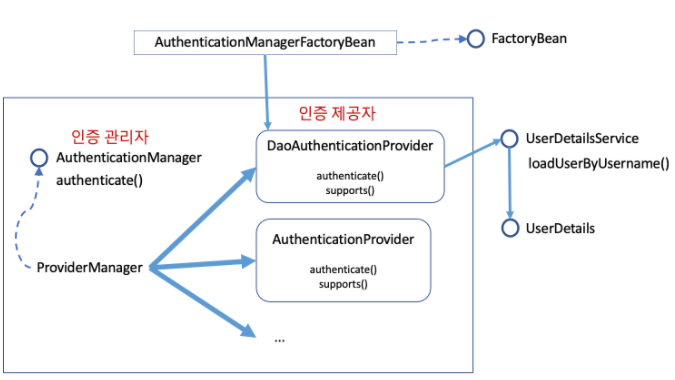 AuthenticationManagerFactoryBean
FactoryBean
인증 관리자
인증 제공자
AuthenticationManager
authenticate()
DaoAuthenticationProvider
authenticate()
supports()
UserDetailsService
loadUserByUsername()
UserDetails
AuthenticationProvider
authenticate()
supports()
ProviderManager
...